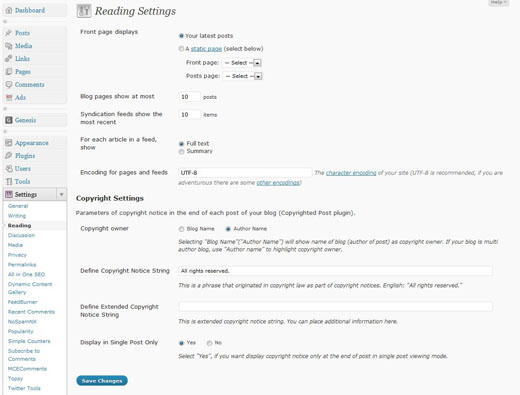 Help
Dashboard
Posts
Media
Links
Pages
Comments
Ads
Genesis
Appearance
Plugins
Users
Tools
Settings
General
Writing
Reading
Discussion
Media
Privacy
Permalinks
All in One SEO
Dynamic Content
Gallery
FeedBurner
Recent Comments
NoSpamNX
Popularity
Simple Counters
Subscribe to
Comments
MCEComments
Topsy
Twitter Tools
Reading Settings
Front page displays
Your latest posts
A static page (select below)
Front page: — Select —
Posts page: — Select —
Blog pages show at most 10 posts
Syndication feeds show the
most recent
10 items
For each article in a feed,
show
Full text
Summary
Encoding for pages and feeds UTF-8 The character encoding of your site (UTF-8 is recommended, if you are
adventurous there are some other encodings)
Copyright Settings
Parameters of copyright notice in the end of each post of your blog (Copyrighted Post plugin).
Copyright owner Blog Name Author Name
Selecting "Blog Name"("Author Name") will show name of blog (author of post) as copyright owner. If your blog is multi
author blog, use "Author name" to highlight copyright owner.
Define Copyright Notice String All rights reserved.
This is a phrase that originated in copyright law as part of copyright notices. English: "All rights reserved."
Define Extended Copyright
Notice String
This is extended copyright notice string. You can place additional information here.
Display in Single Post Only Yes No
Select "Yes", if you want display copyright notice only at the end of post in single post viewing mode.
Save Changes